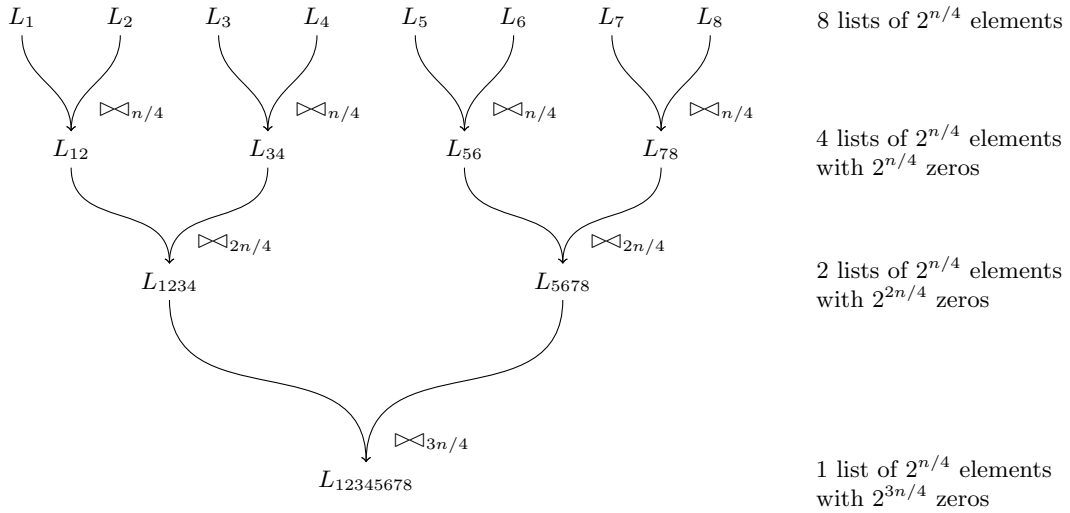 L₁ L₂ L₃ L₄ L₅ L₆ L₇ L₈ 8 lists of 2^{n/4} elements
⋈_{n/4} ⋈_{n/4} ⋈_{n/4} ⋈_{n/4}
L₁₂ L₃₄ L₅₆ L₇₈ 4 lists of 2^{n/4} elements
with 2^{n/4} zeros
⋈_{2n/4} ⋈_{2n/4}
L₁₂₃₄ L₅₆₇₈ 2 lists of 2^{n/4} elements
with 2^{2n/4} zeros
⋈_{3n/4}
L₁₂₃₄₅₆₇₈ 1 list of 2^{n/4} elements
with 2^{3n/4} zeros